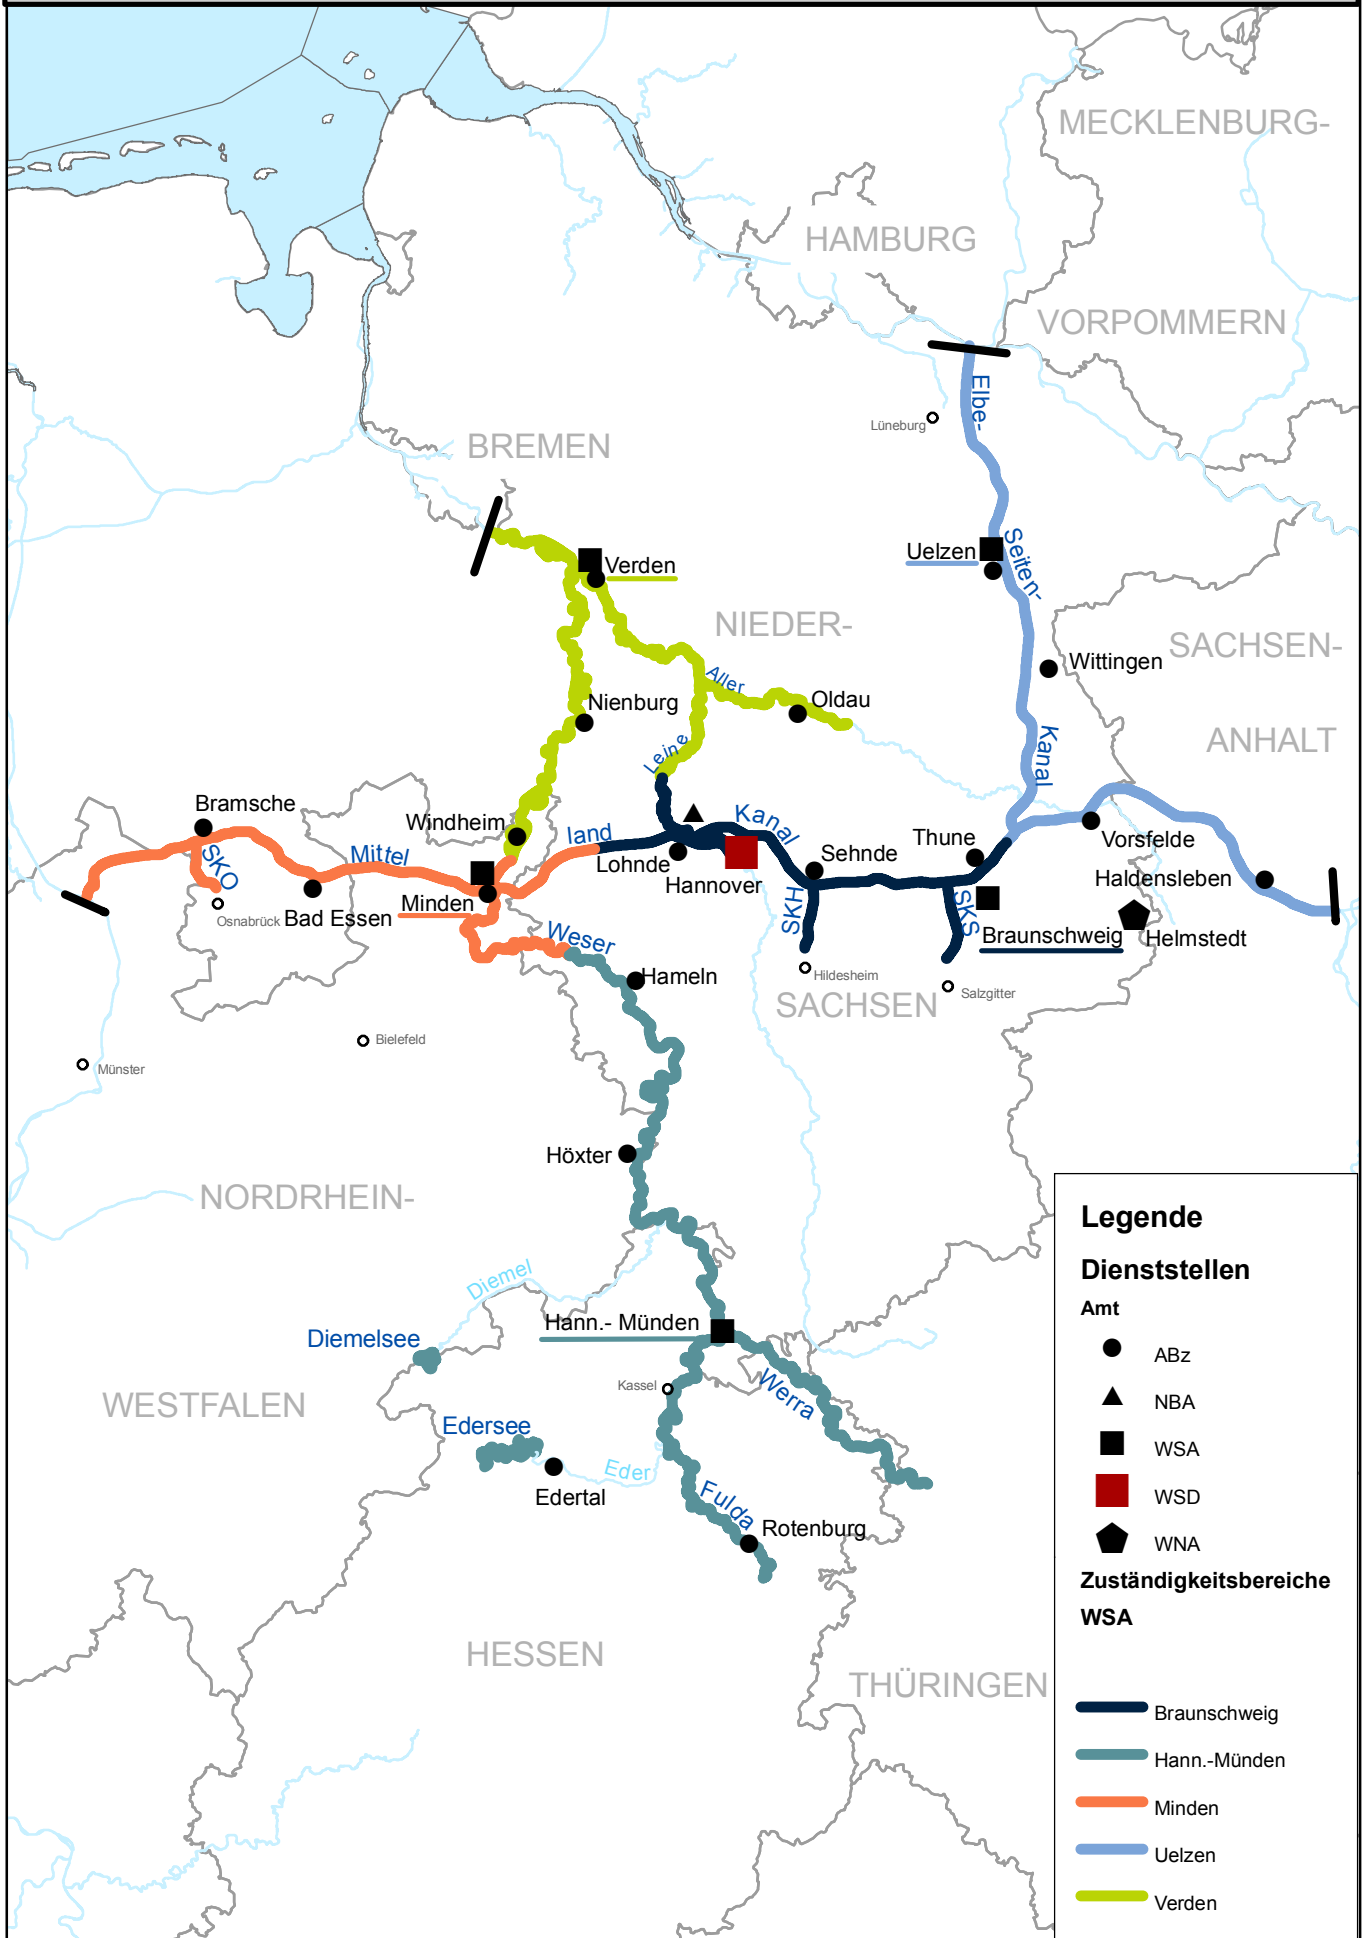 MECKLENBURG-
HAMBURG
VORPOMMERN
Elbe-
Lüneburg
BREMEN
Uelzen
Seiten-
Verden
NIEDER-
SACHSEN-
Wittingen
Aller
Nienburg
Oldau
ANHALT
Leine
Kanal
Bramsche
Windheim
land
Kanal
Thune
Vorsfelde
SKO
Mittel
Lohnde
Sehnde
Hannover
Haldensleben
Minden
Osnabrück
Bad Essen
SKH
SKS
Braunschweig
Helmstedt
Weser
Hameln
Hildesheim
Salzgitter
SACHSEN
Bielefeld
Münster
Höxter
NORDRHEIN-
Diemel
Hann.- Münden
Diemelsee
Kassel
Werra
WESTFALEN
Edersee
Eder
Edertal
Fulda
Rotenburg
HESSEN
THÜRINGEN
Legende
Dienststellen
Amt
ABz
NBA
WSA
WSD
WNA
Zuständigkeitsbereiche
WSA
Braunschweig
Hann.-Münden
Minden
Uelzen
Verden